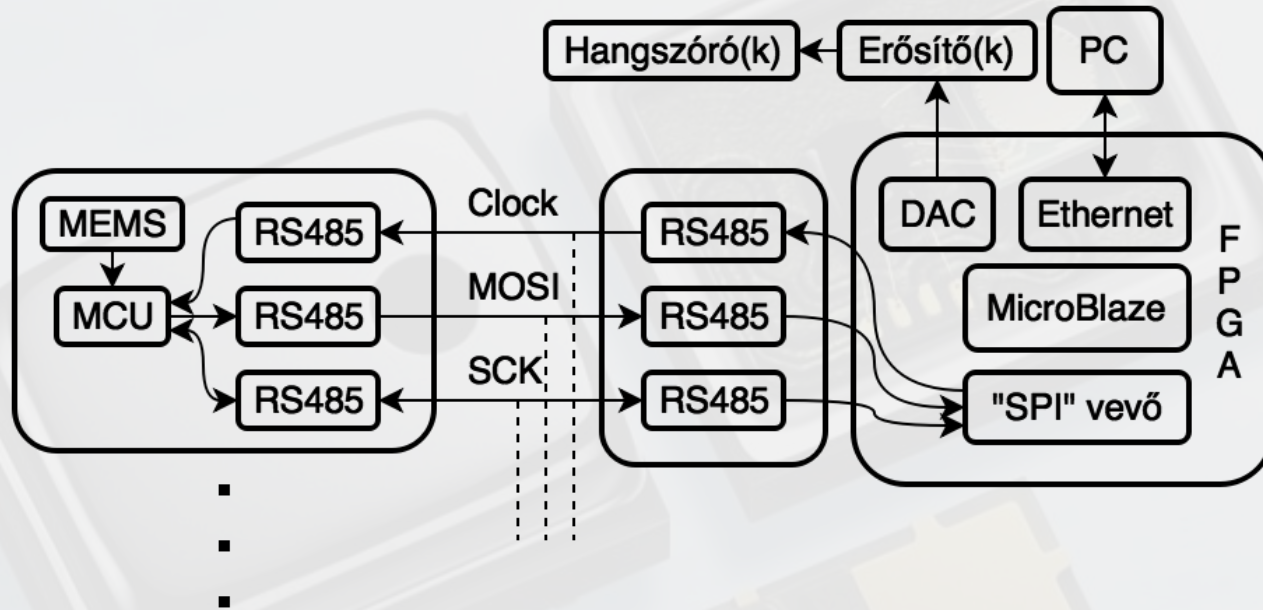 Hangszóró(k)
Erősítő(k)
PC
MEMS
MCU
RS485
RS485
RS485
Clock
MOSI
SCK
RS485
RS485
RS485
DAC
Ethernet
MicroBlaze
"SPI" vevő
F
P
G
A